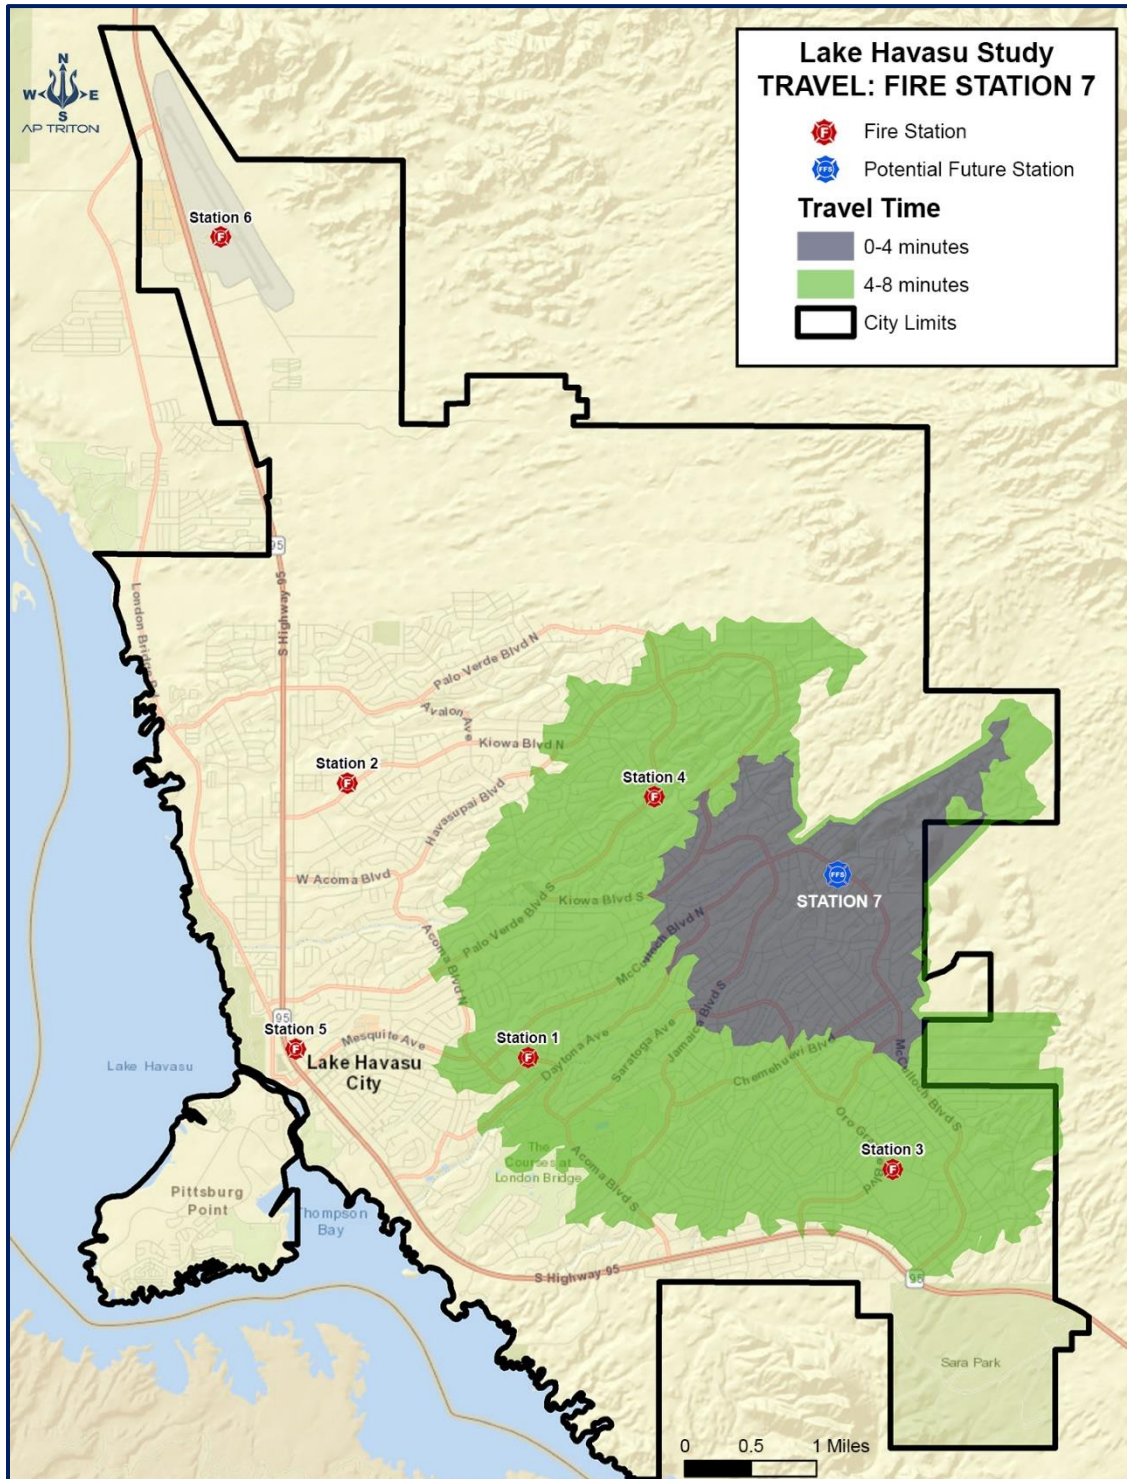 Lake Havasu Study
TRAVEL: FIRE STATION 7
F Fire Station
FFS Potential Future Station
Travel Time
0-4 minutes
4-8 minutes
City Limits
N
W E
S
AP TRITON
Station 6
F
95
S Highway 95
London Bridge Rd
Palo Verde Blvd N
Avalon Ave
Kiowa Blvd N
Station 2
F
Station 4
F
Havasupai Blvd
W Acoma Blvd
FFS
STATION 7
Kiowa Blvd S
Palo Verde Blvd S
McCulloch Blvd N
Acoma Blvd N
Jamaica Blvd S
95
Station 5
F
Mesquite Ave
Lake Havasu
City
Station 1
F
Daytona Ave
Saratoga Ave
Chemehuevi Blvd
McCulloch Blvd S
Lake Havasu
Oro Grande Blvd
Station 3
F
The
Courses at
London Bridge
Acoma Blvd S
Pittsburg
Point
Thompson
Bay
S Highway 95
95
Sara Park
0 0.5 1 Miles